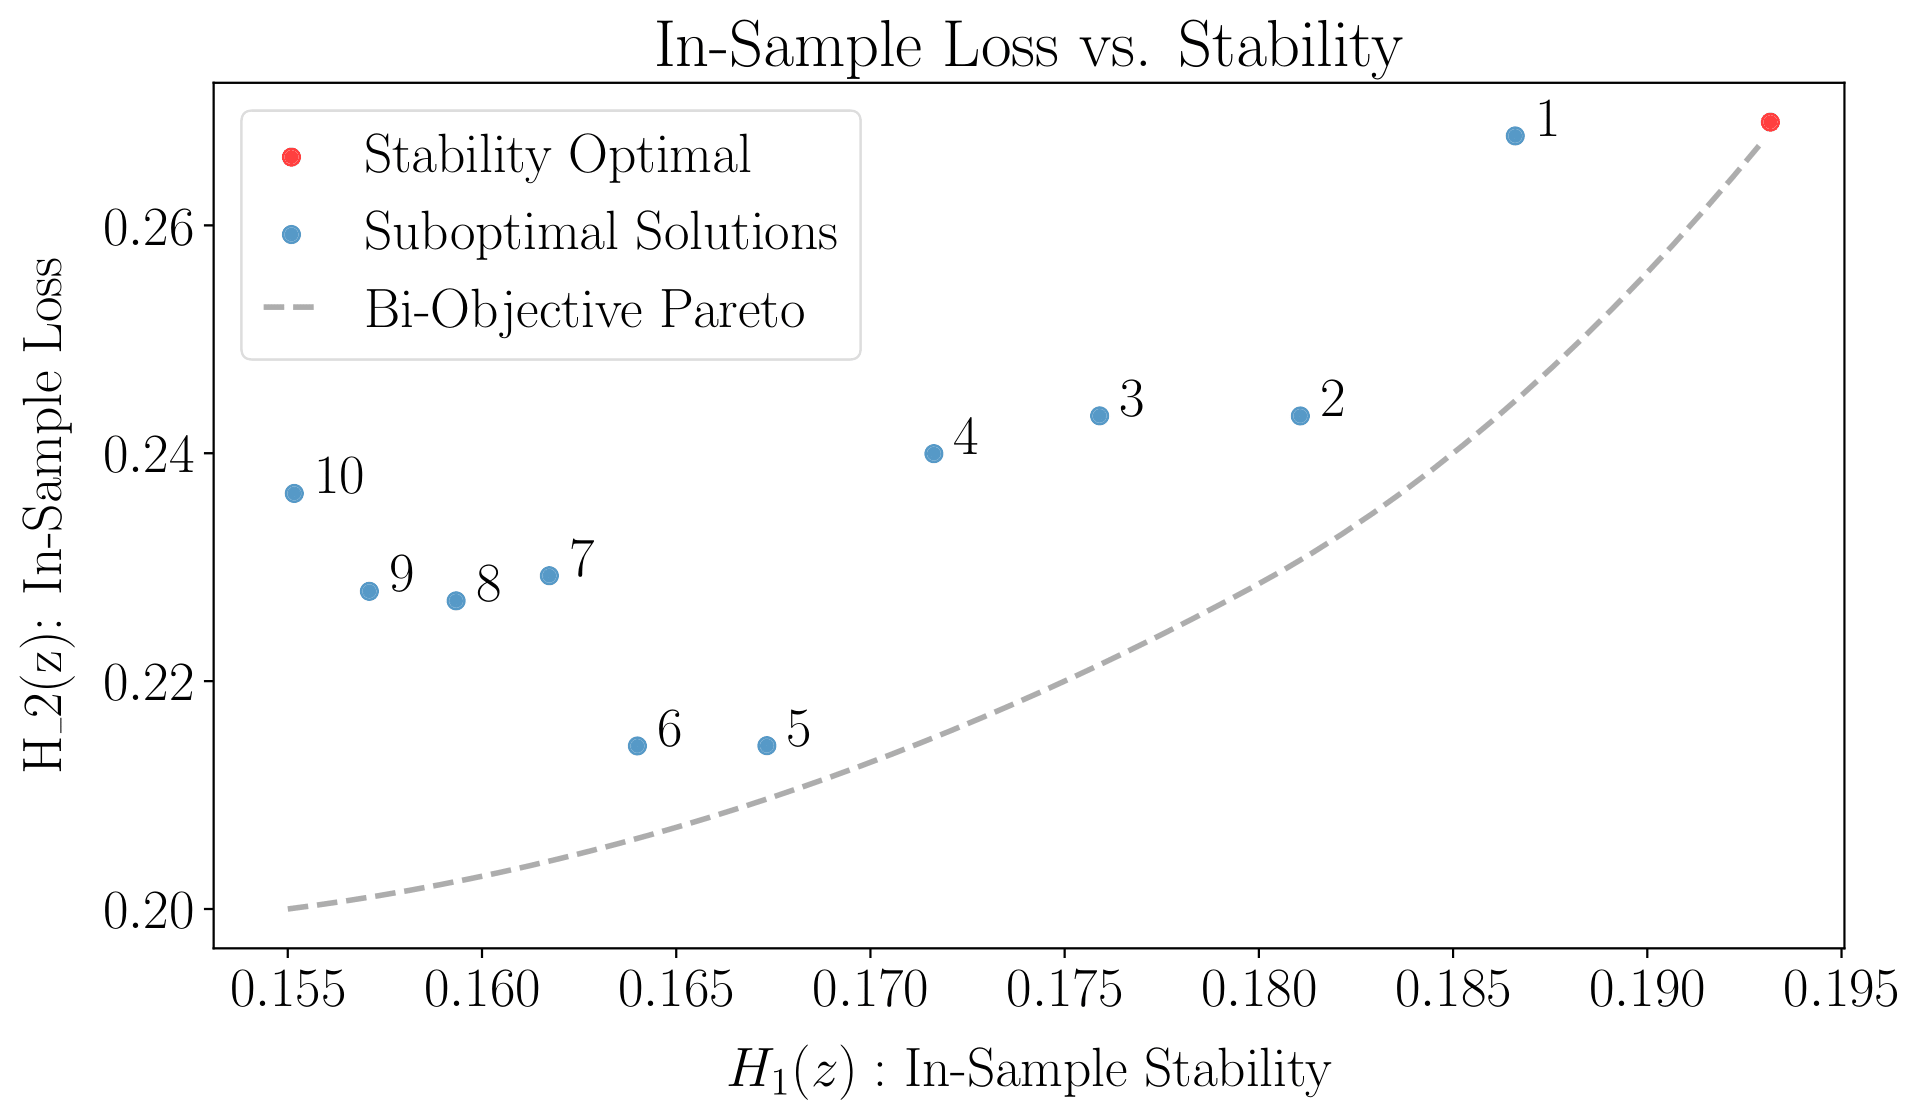 In-Sample Loss vs. Stability
Stability Optimal
Suboptimal Solutions
Bi-Objective Pareto
H_2(z): In-Sample Loss
0.26
0.24
0.22
0.20
1
2
3
4
5
6
7
8
9
10
0.155 0.160 0.165 0.170 0.175 0.180 0.185 0.190 0.195
H₁(z) : In-Sample Stability